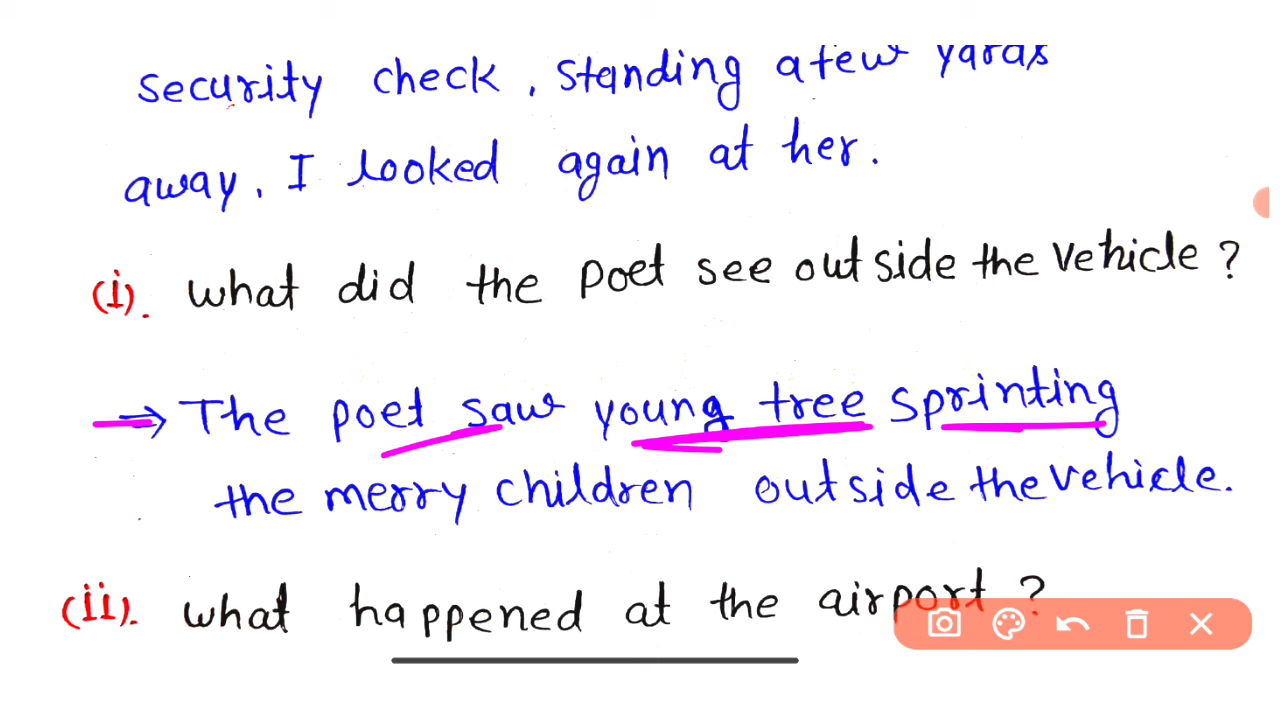 security check, standing a few yards
away, I looked again at her.
(i). what did the poet see outside the vehicle?
⇒ The poet saw young tree sprinting
the merry children outside the vehicle.
(ii). what happened at the airport?